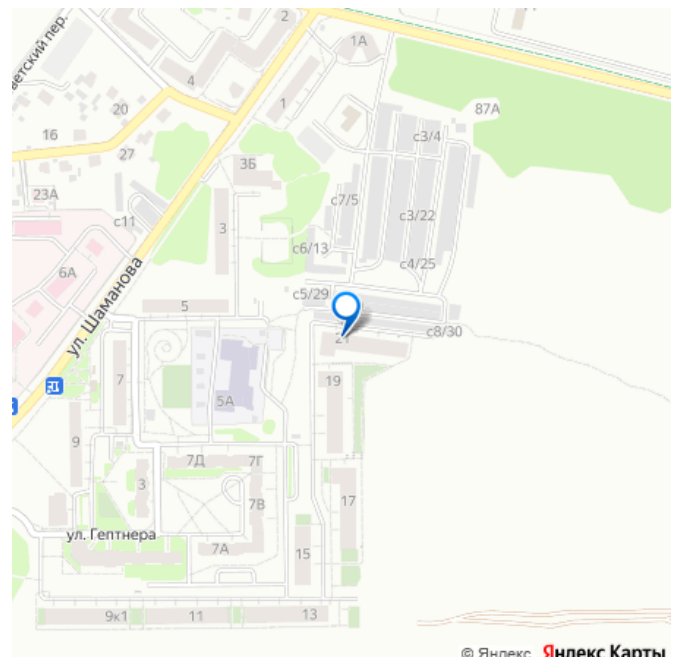 2
1А
4
ветский пер.
1
87А
20
с3/4
16
27
3Б
с7/5
23А
с3/22
с11
3
с6/13
6А
с4/25
ул. Шаманова
с5/29
5
с8/30
21
19
7
5А
9
7Д
7Г
3
7В
17
ул. Гептнера
7А
15
9к1
11
13
© Яндекс Яндекс Карты